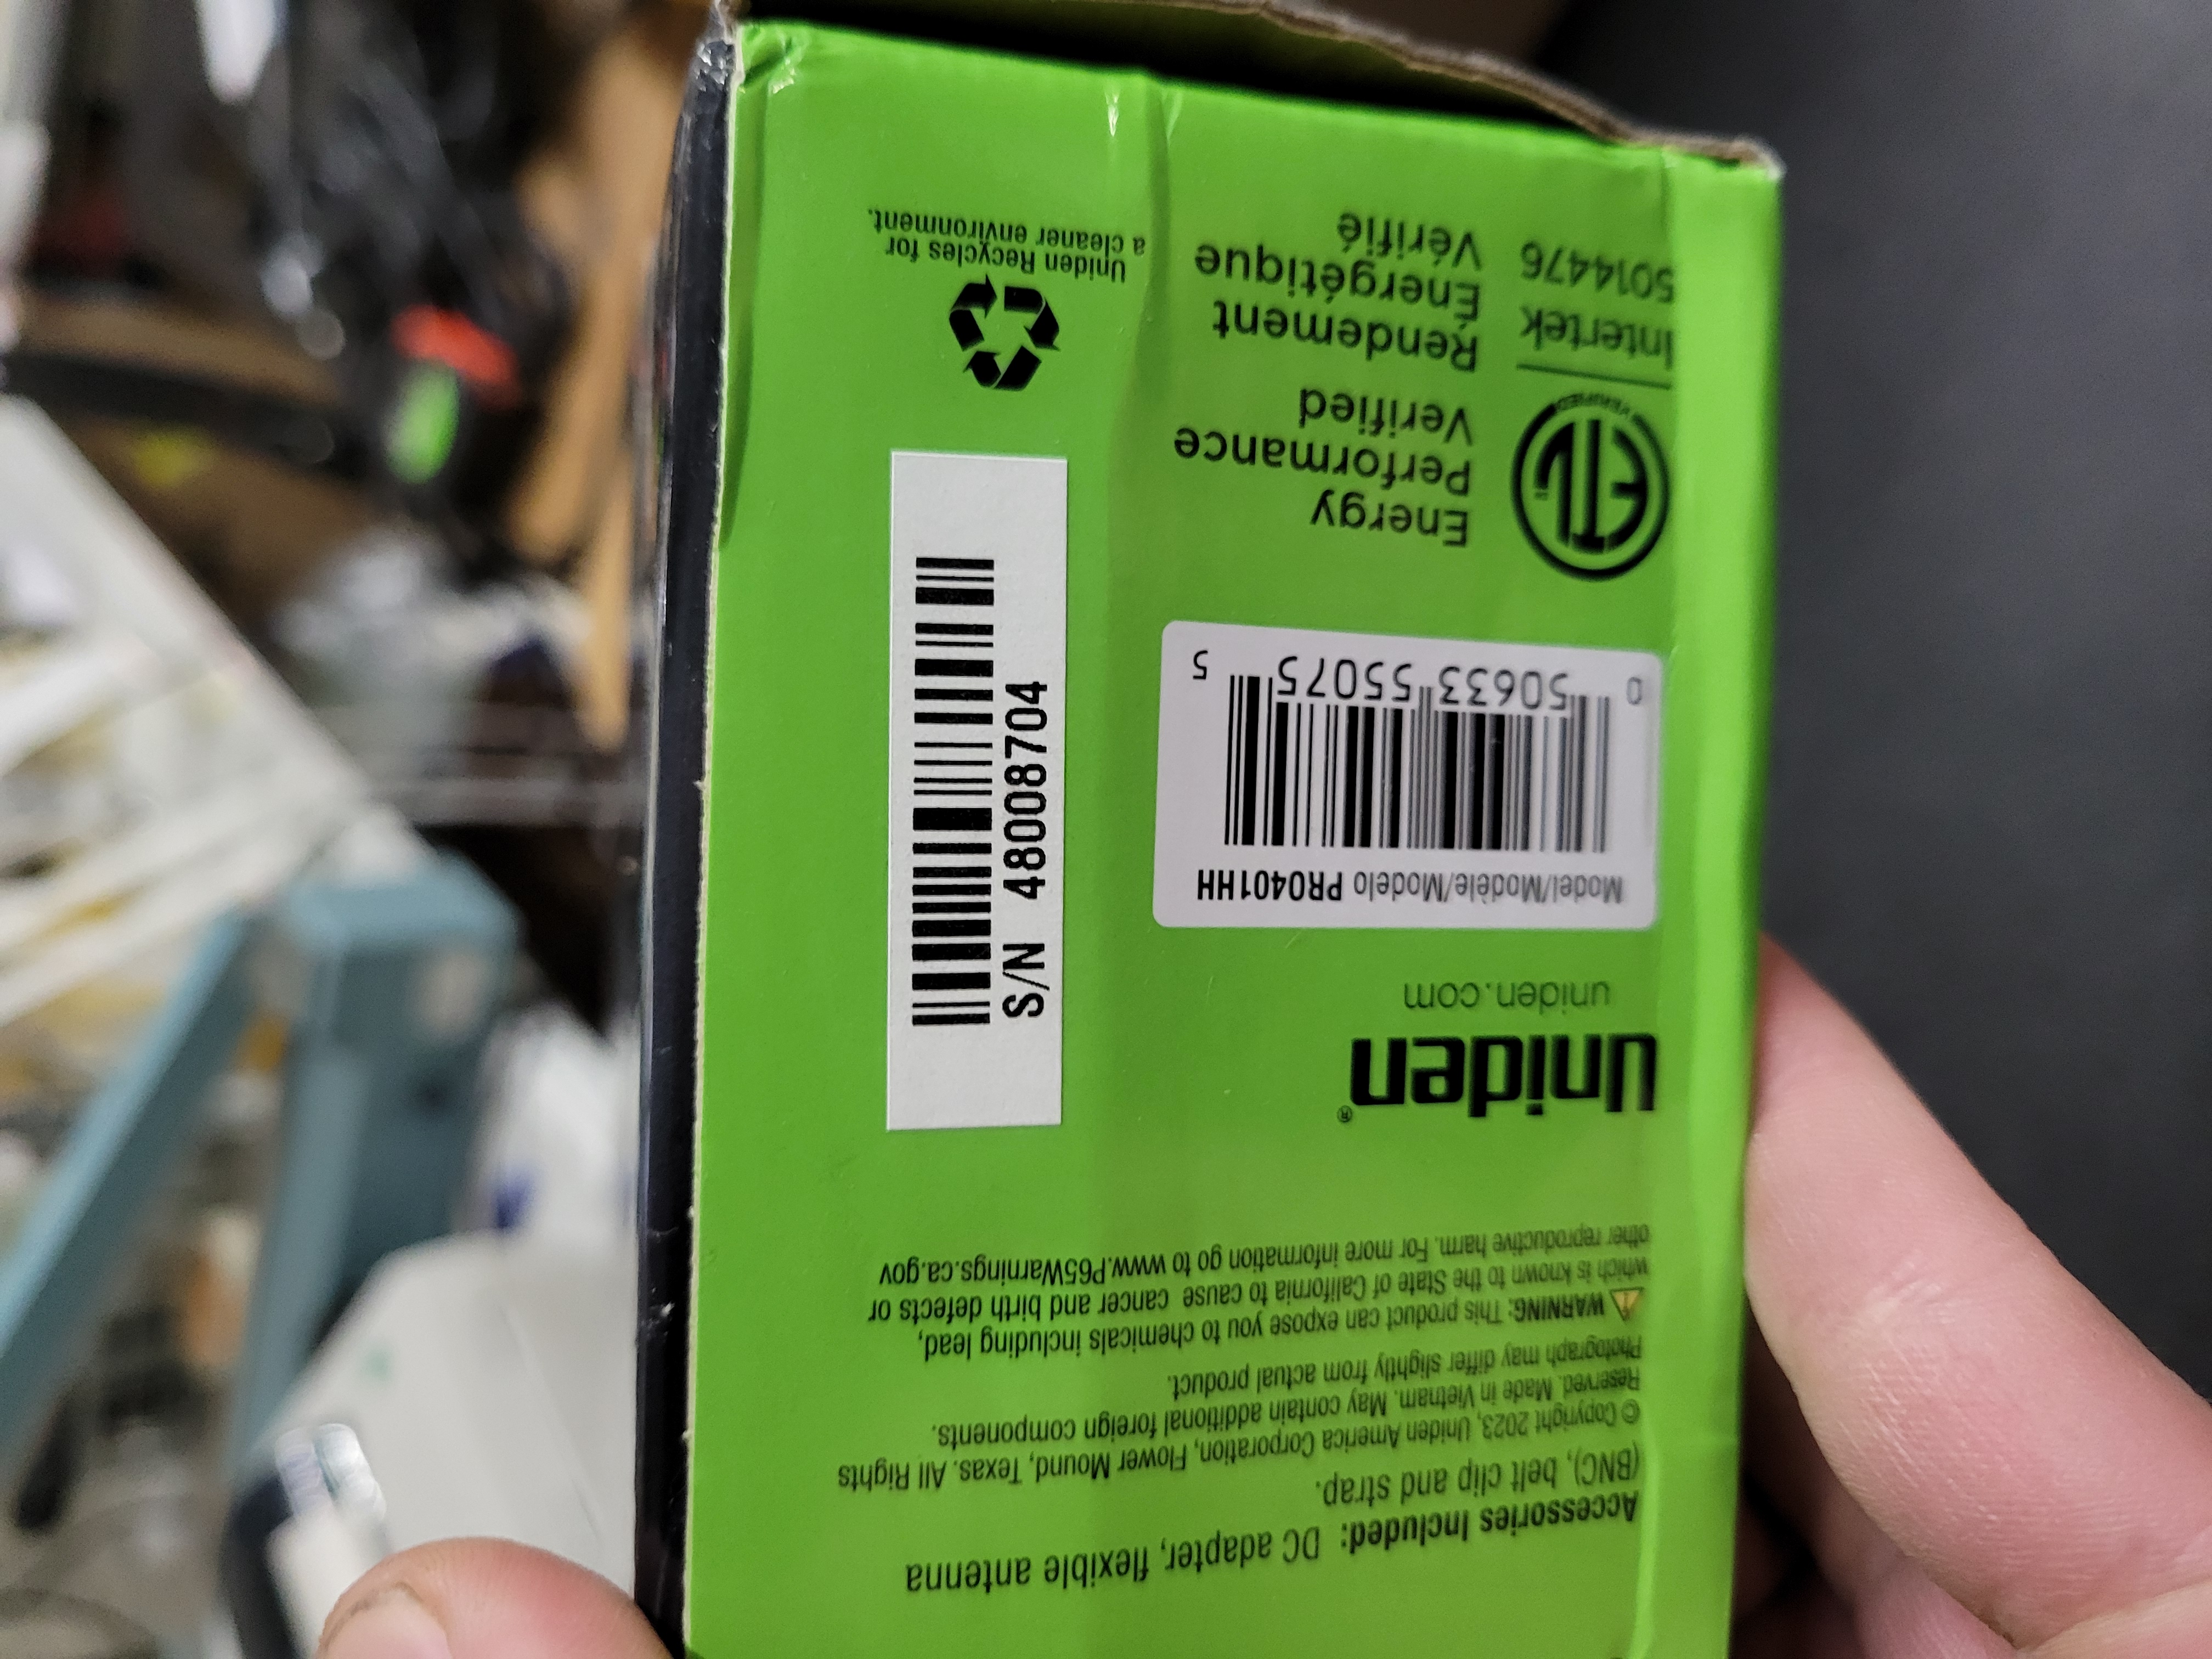 Accessories Included: DC adapter, flexible antenna
(BNC), belt clip and strap.
© Copyright 2023, Uniden America Corporation, Flower Mound, Texas. All Rights
Reserved. Made in Vietnam. May contain additional foreign components.
Photograph may differ slightly from actual product.
WARNING: This product can expose you to chemicals including lead,
which is known to the State of California to cause cancer and birth defects or
other reproductive harm. For more information go to www.P65Warnings.ca.gov
Uniden®
uniden.com
Model/Modèle/Modelo PRO401HH
0 50633 55075 5
S/N 48008704
ETL
VERIFIED
Intertek
5014476
Energy
Performance
Verified
Rendement
Énergétique
Vérifié
Uniden Recycles for
a cleaner environment.